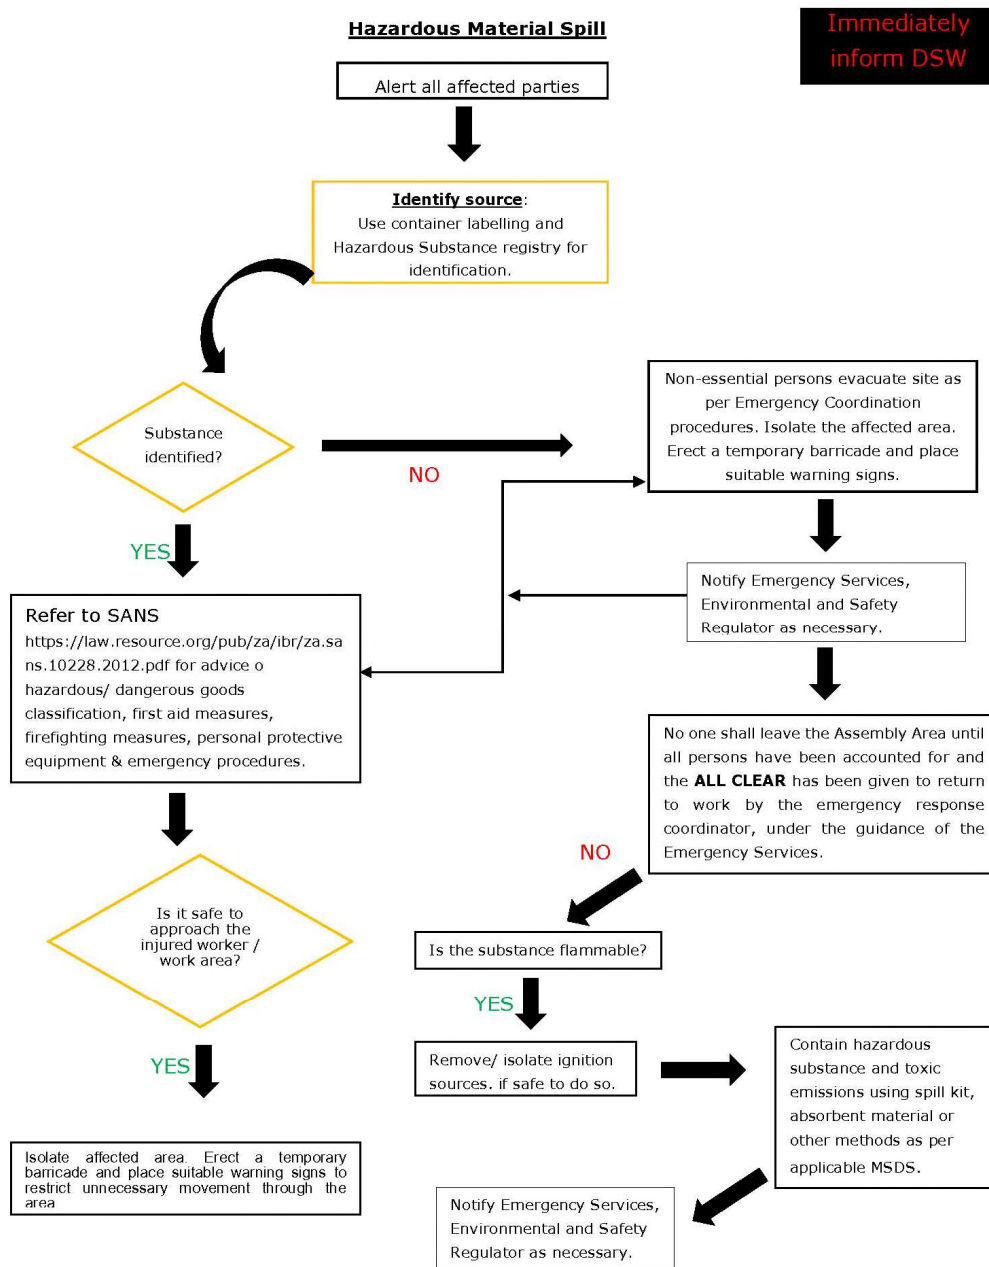 Hazardous Material Spill
Immediately
inform DSW
Alert all affected parties
Identify source:
Use container labelling and
Hazardous Substance registry for
identification.
Substance
identified?
NO
Non-essential persons evacuate site as
per Emergency Coordination
procedures. Isolate the affected area.
Erect a temporary barricade and place
suitable warning signs.
YES
Notify Emergency Services,
Environmental and Safety
Regulator as necessary.
Refer to SANS
https://law.resource.org/pub/za/ibr/za.sa
ns.10228.2012.pdf for advice o
hazardous/ dangerous goods
classification, first aid measures,
firefighting measures, personal protective
equipment & emergency procedures.
No one shall leave the Assembly Area until
all persons have been accounted for and
the ALL CLEAR has been given to return
to work by the emergency response
coordinator, under the guidance of the
Emergency Services.
NO
Is it safe to
approach the
injured worker /
work area?
Is the substance flammable?
YES
Remove/ isolate ignition
sources. if safe to do so.
Contain hazardous
substance and toxic
emissions using spill kit,
absorbent material or
other methods as per
applicable MSDS.
YES
Isolate affected area. Erect a temporary
barricade and place suitable warning signs to
restrict unnecessary movement through the
area
Notify Emergency Services,
Environmental and Safety
Regulator as necessary.